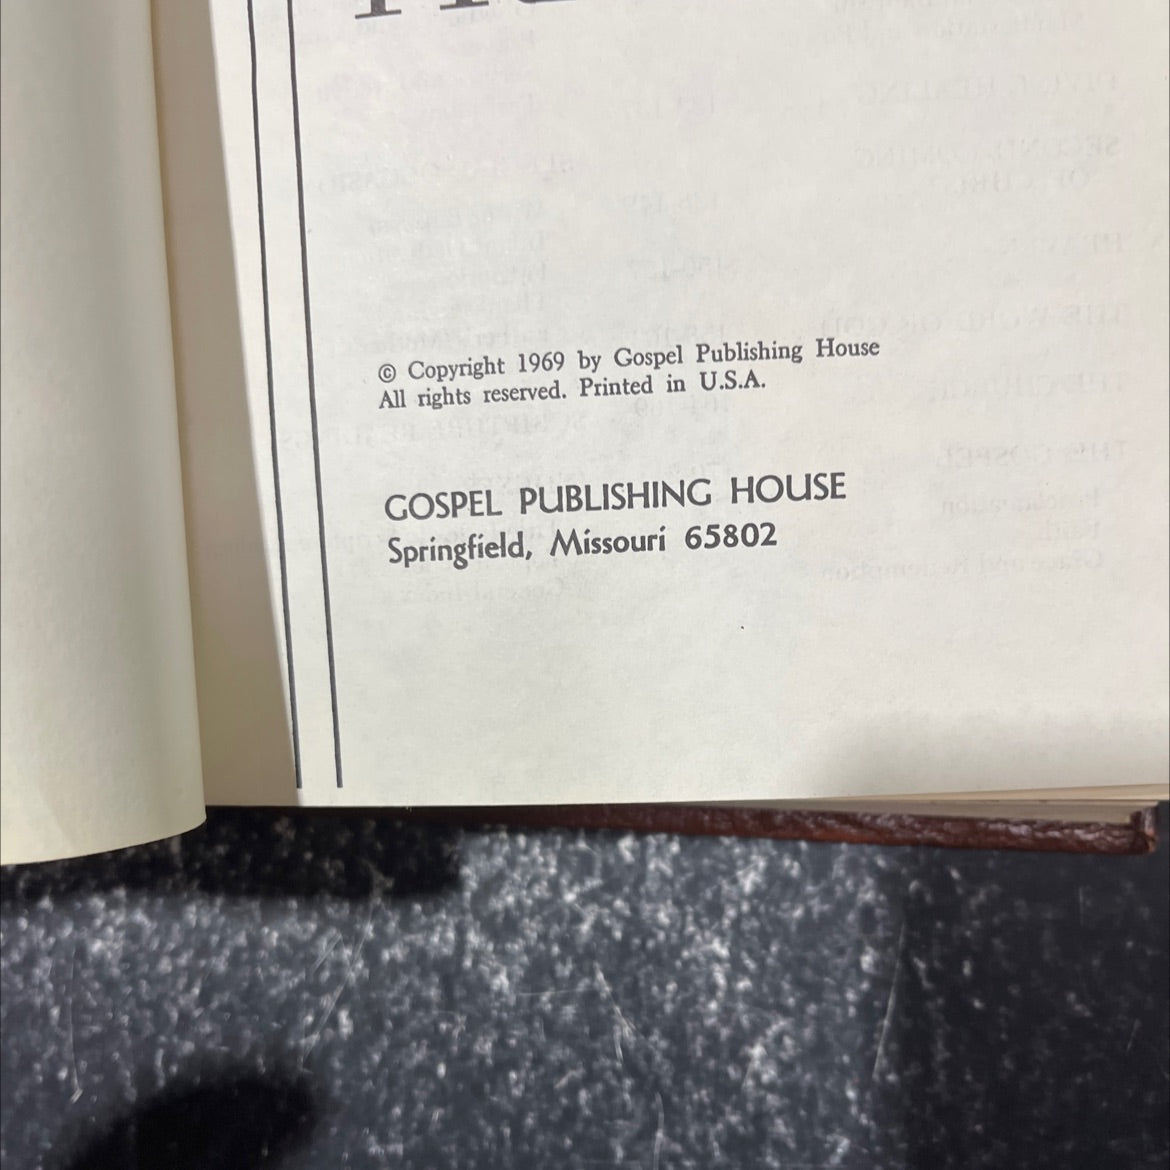 © Copyright 1969 by Gospel Publishing House
All rights reserved. Printed in U.S.A.
GOSPEL PUBLISHING HOUSE
Springfield, Missouri 65802